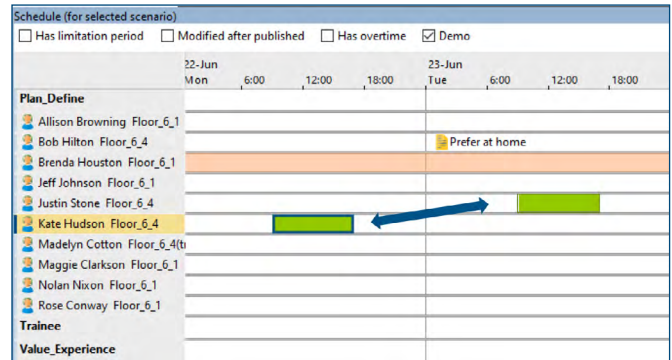 Schedule (for selected scenario)
Has limitation period Modified after published Has overtime Demo
22-Jun 23-Jun
Mon 6:00 12:00 18:00 Tue 6:00 12:00 18:00
Plan_Define
Allison Browning Floor_6_1
Bob Hilton Floor_6_4 Prefer at home
Brenda Houston Floor_6_1
Jeff Johnson Floor_6_1
Justin Stone Floor_6_4
Kate Hudson Floor_6_4
Madelyn Cotton Floor_6_4(t
Maggie Clarkson Floor_6_1
Nolan Nixon Floor_6_1
Rose Conway Floor_6_1
Trainee
Value_Experience